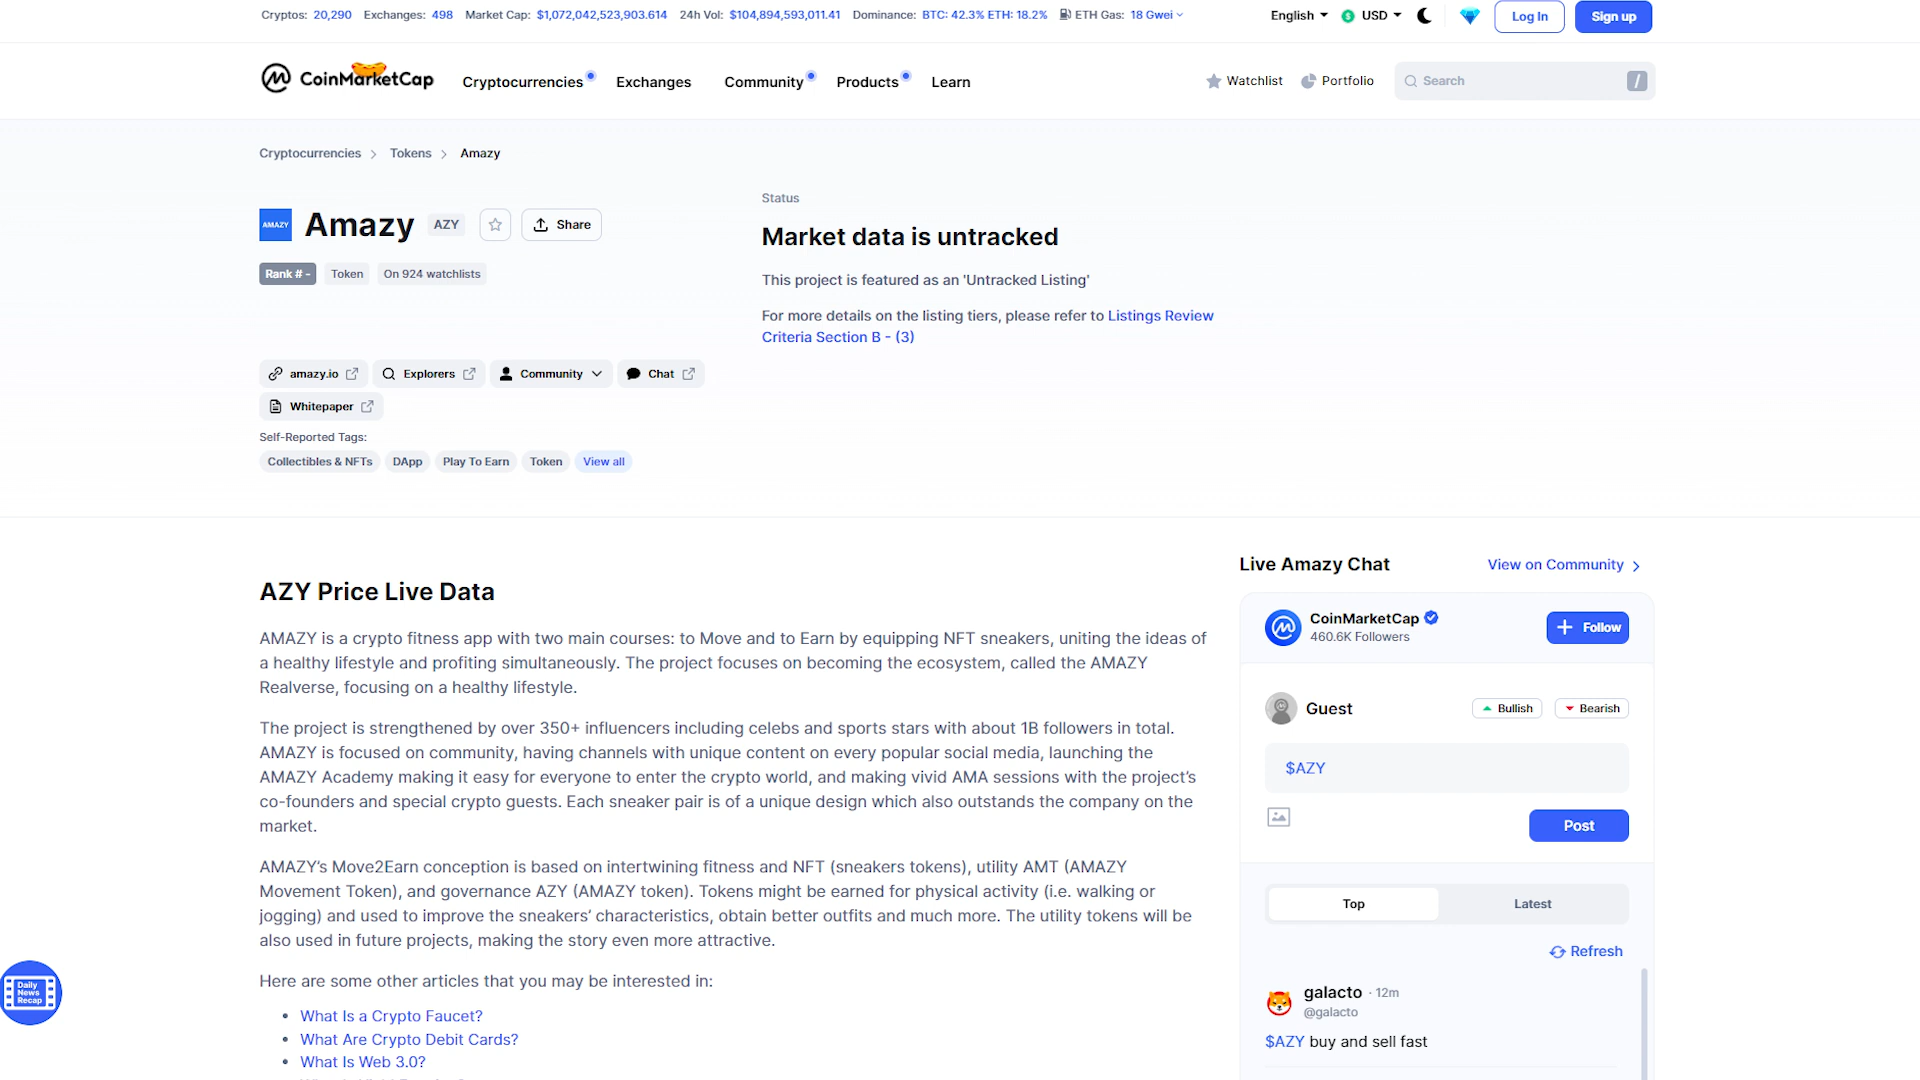 Cryptos: 20,290 Exchanges: 498 Market Cap: $1,072,042,523,903.614 24h Vol: $104,894,593,011.41 Dominance: BTC: 42.3% ETH: 18.2% ETH Gas: 18 Gwei
English USD Log In Sign up
CoinMarketCap Cryptocurrencies Exchanges Community Products Learn Watchlist Portfolio Search /
Cryptocurrencies Tokens Amazy
AMAZY Amazy AZY Share
Rank # - Token On 924 watchlists
Status
Market data is untracked
This project is featured as an 'Untracked Listing'
For more details on the listing tiers, please refer to Listings Review
Criteria Section B - (3)
amazy.io Explorers Community Chat
Whitepaper
Self-Reported Tags:
Collectibles & NFTs DApp Play To Earn Token View all
AZY Price Live Data
AMAZY is a crypto fitness app with two main courses: to Move and to Earn by equipping NFT sneakers, uniting the ideas of
a healthy lifestyle and profiting simultaneously. The project focuses on becoming the ecosystem, called the AMAZY
Realverse, focusing on a healthy lifestyle.
The project is strengthened by over 350+ influencers including celebs and sports stars with about 1B followers in total.
AMAZY is focused on community, having channels with unique content on every popular social media, launching the
AMAZY Academy making it easy for everyone to enter the crypto world, and making vivid AMA sessions with the project's
co-founders and special crypto guests. Each sneaker pair is of a unique design which also outstands the company on the
market.
AMAZY's Move2Earn conception is based on intertwining fitness and NFT (sneakers tokens), utility AMT (AMAZY
Movement Token), and governance AZY (AMAZY token). Tokens might be earned for physical activity (i.e. walking or
jogging) and used to improve the sneakers' characteristics, obtain better outfits and much more. The utility tokens will be
also used in future projects, making the story even more attractive.
Here are some other articles that you may be interested in:
• What Is a Crypto Faucet?
• What Are Crypto Debit Cards?
• What Is Web 3.0?
Daily
News
Recap
Live Amazy Chat View on Community
CoinMarketCap
460.6K Followers
Follow
Guest Bullish Bearish
$AZY
Post
Top Latest
Refresh
galacto · 12m
@galacto
$AZY buy and sell fast